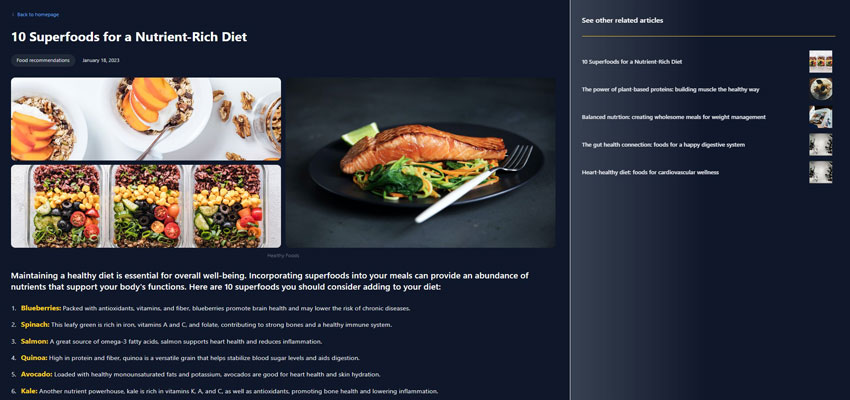 Back to homepage
10 Superfoods for a Nutrient-Rich Diet
Food recommendations
January 18, 2023
Healthy Foods
Maintaining a healthy diet is essential for overall well-being. Incorporating superfoods into your meals can provide an abundance of
nutrients that support your body's functions. Here are 10 superfoods you should consider adding to your diet:
1. Blueberries: Packed with antioxidants, vitamins, and fiber, blueberries promote brain health and may lower the risk of chronic diseases.
2. Spinach: This leafy green is rich in iron, vitamins A and C, and folate, contributing to strong bones and a healthy immune system.
3. Salmon: A great source of omega-3 fatty acids, salmon supports heart health and reduces inflammation.
4. Quinoa: High in protein and fiber, quinoa is a versatile grain that helps stabilize blood sugar levels and aids digestion.
5. Avocado: Loaded with healthy monounsaturated fats and potassium, avocados are good for heart health and skin hydration.
6. Kale: Another nutrient powerhouse, kale is rich in vitamins K, A, and C, as well as antioxidants, promoting bone health and lowering inflammation.
See other related articles
10 Superfoods for a Nutrient-Rich Diet
The power of plant-based proteins: building muscle the healthy way
Balanced nutrition: creating wholesome meals for weight management
The gut health connection: foods for a happy digestive system
Heart-healthy diet: foods for cardiovascular wellness